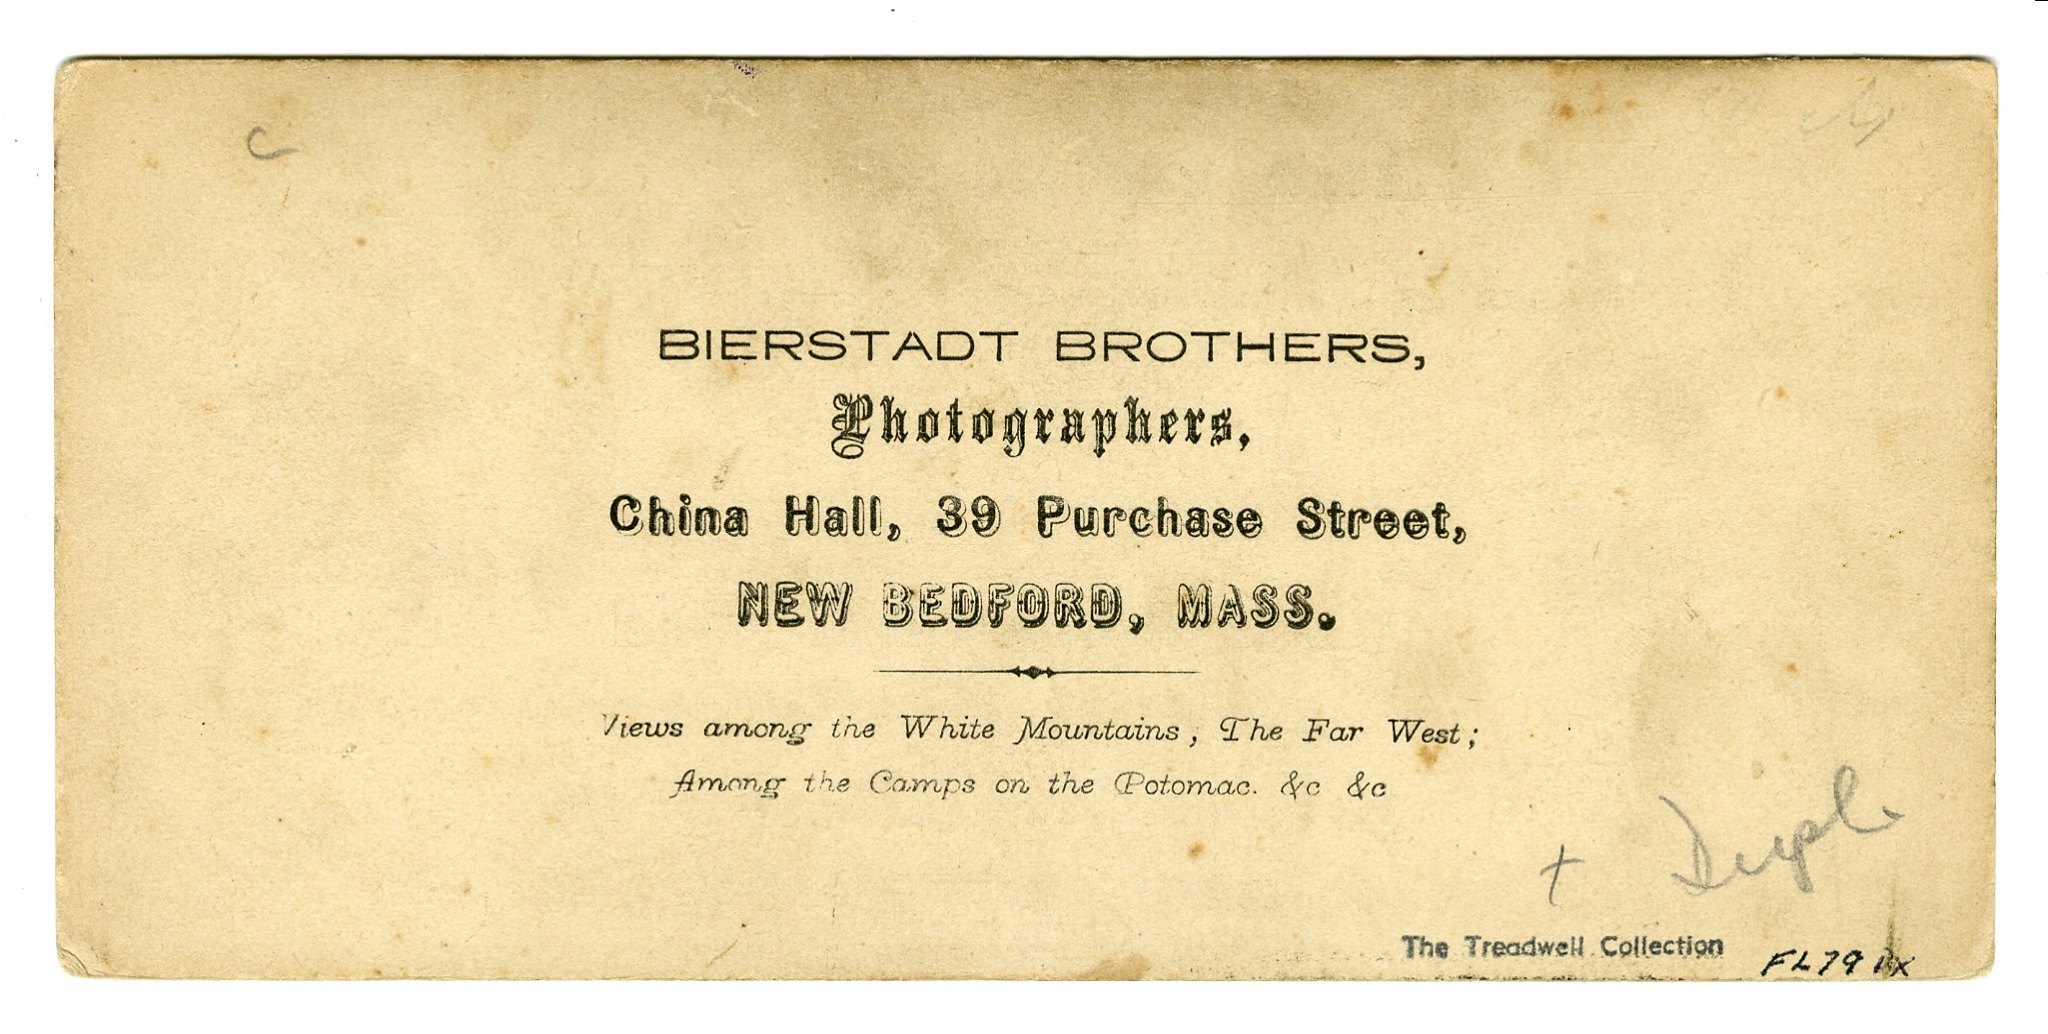 BIERSTADT BROTHERS,
Photographers,
China Hall, 39 Purchase Street,
NEW BEDFORD, MASS.
Views among the White Mountains, The Far West;
Among the Camps on the Potomac. &c &c
+ Dupl.
The Treadwell Collection
FL79